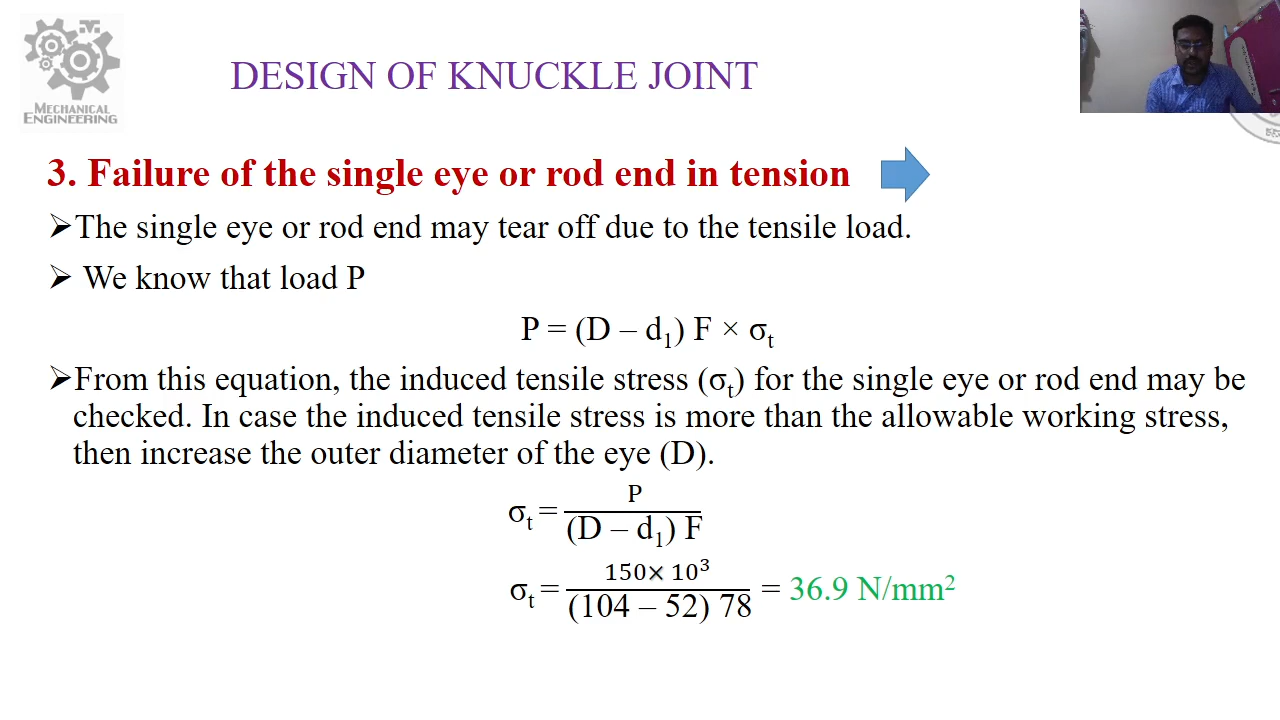 MECHANICAL
ENGINEERING
DESIGN OF KNUCKLE JOINT
3. Failure of the single eye or rod end in tension
➢The single eye or rod end may tear off due to the tensile load.
➢ We know that load P
P = (D – d₁) F × σₜ
➢From this equation, the induced tensile stress (σₜ) for the single eye or rod end may be
checked. In case the induced tensile stress is more than the allowable working stress,
then increase the outer diameter of the eye (D).
σₜ = P / (D – d₁) F
σₜ = 150× 10³ / (104 – 52) 78 = 36.9 N/mm²